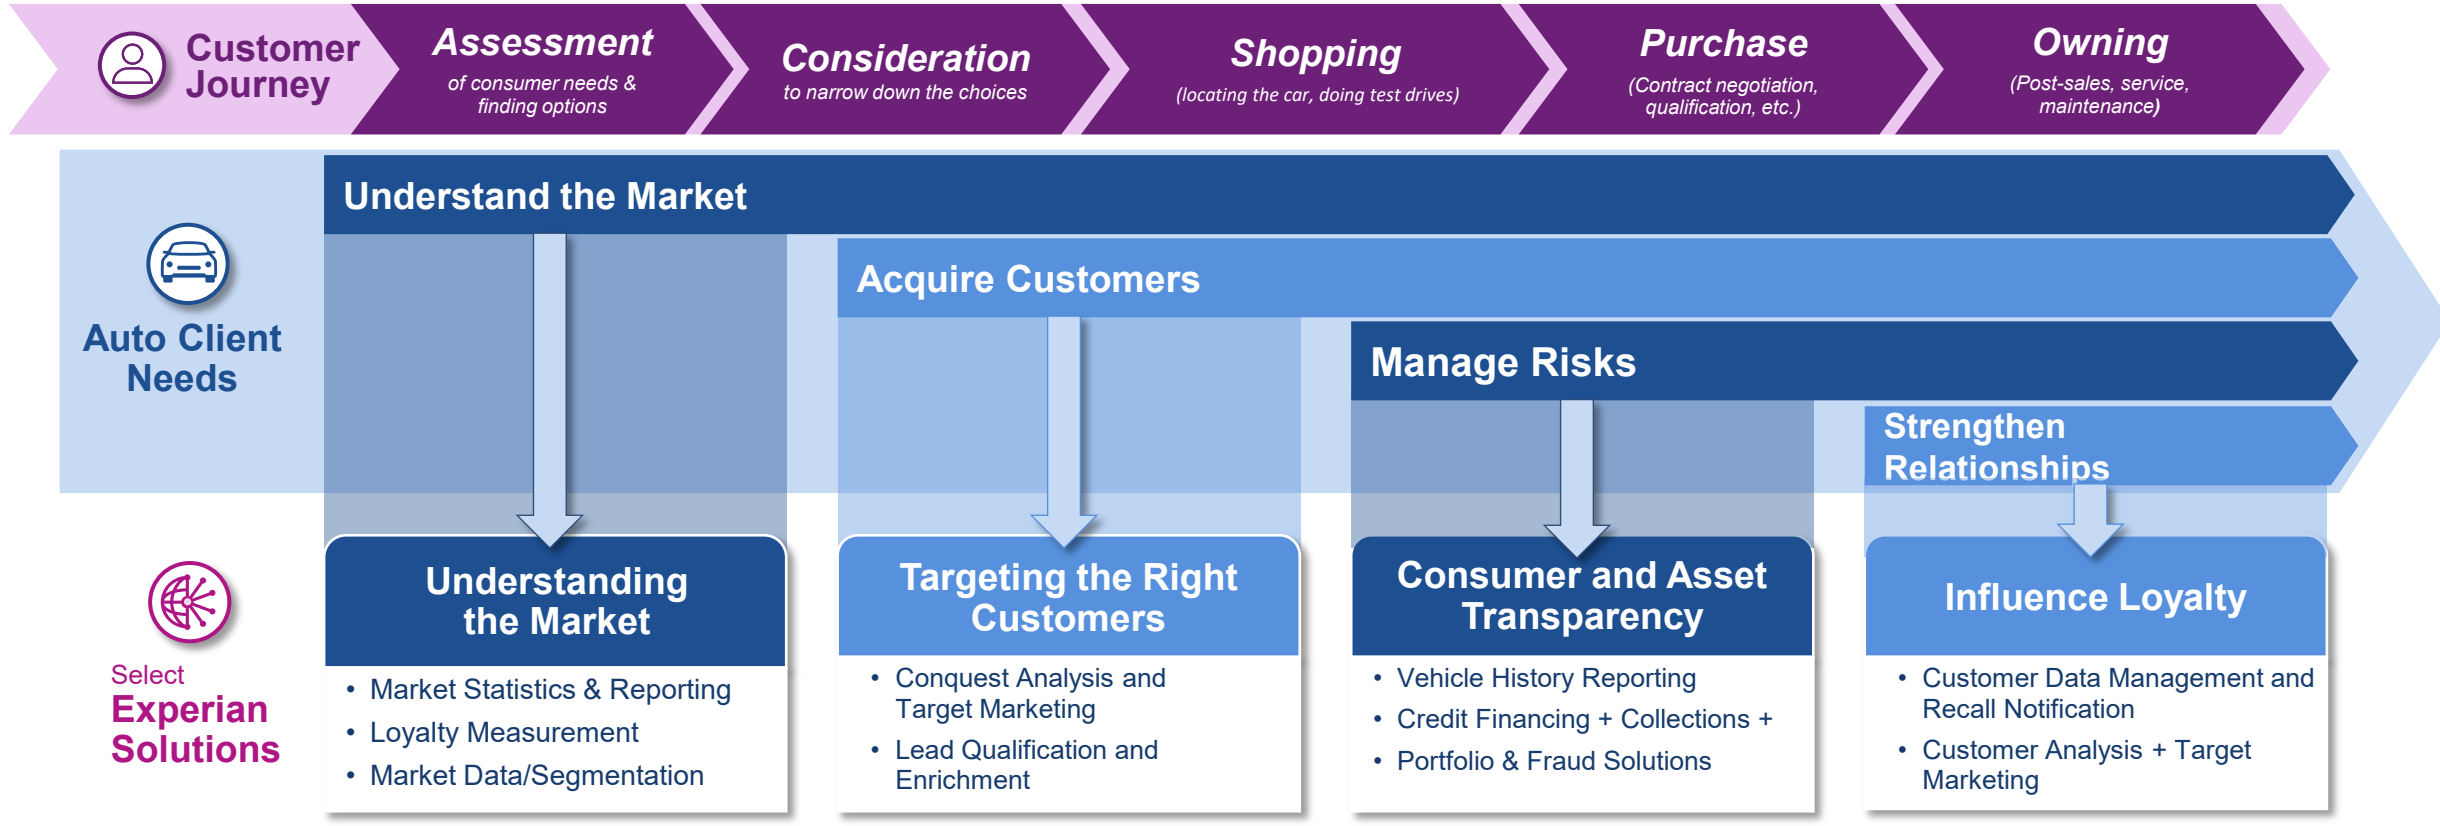 Customer
Journey
Assessment
of consumer needs &
finding options
Consideration
to narrow down the choices
Shopping
(locating the car, doing test drives)
Purchase
(Contract negotiation,
qualification, etc.)
Owning
(Post-sales, service,
maintenance)
Auto Client
Needs
Understand the Market
Acquire Customers
Manage Risks
Strengthen
Relationships
Select
Experian
Solutions
Understanding
the Market
• Market Statistics & Reporting
• Loyalty Measurement
• Market Data/Segmentation
Targeting the Right
Customers
• Conquest Analysis and
Target Marketing
• Lead Qualification and
Enrichment
Consumer and Asset
Transparency
• Vehicle History Reporting
• Credit Financing + Collections +
• Portfolio & Fraud Solutions
Influence Loyalty
• Customer Data Management and
Recall Notification
• Customer Analysis + Target
Marketing